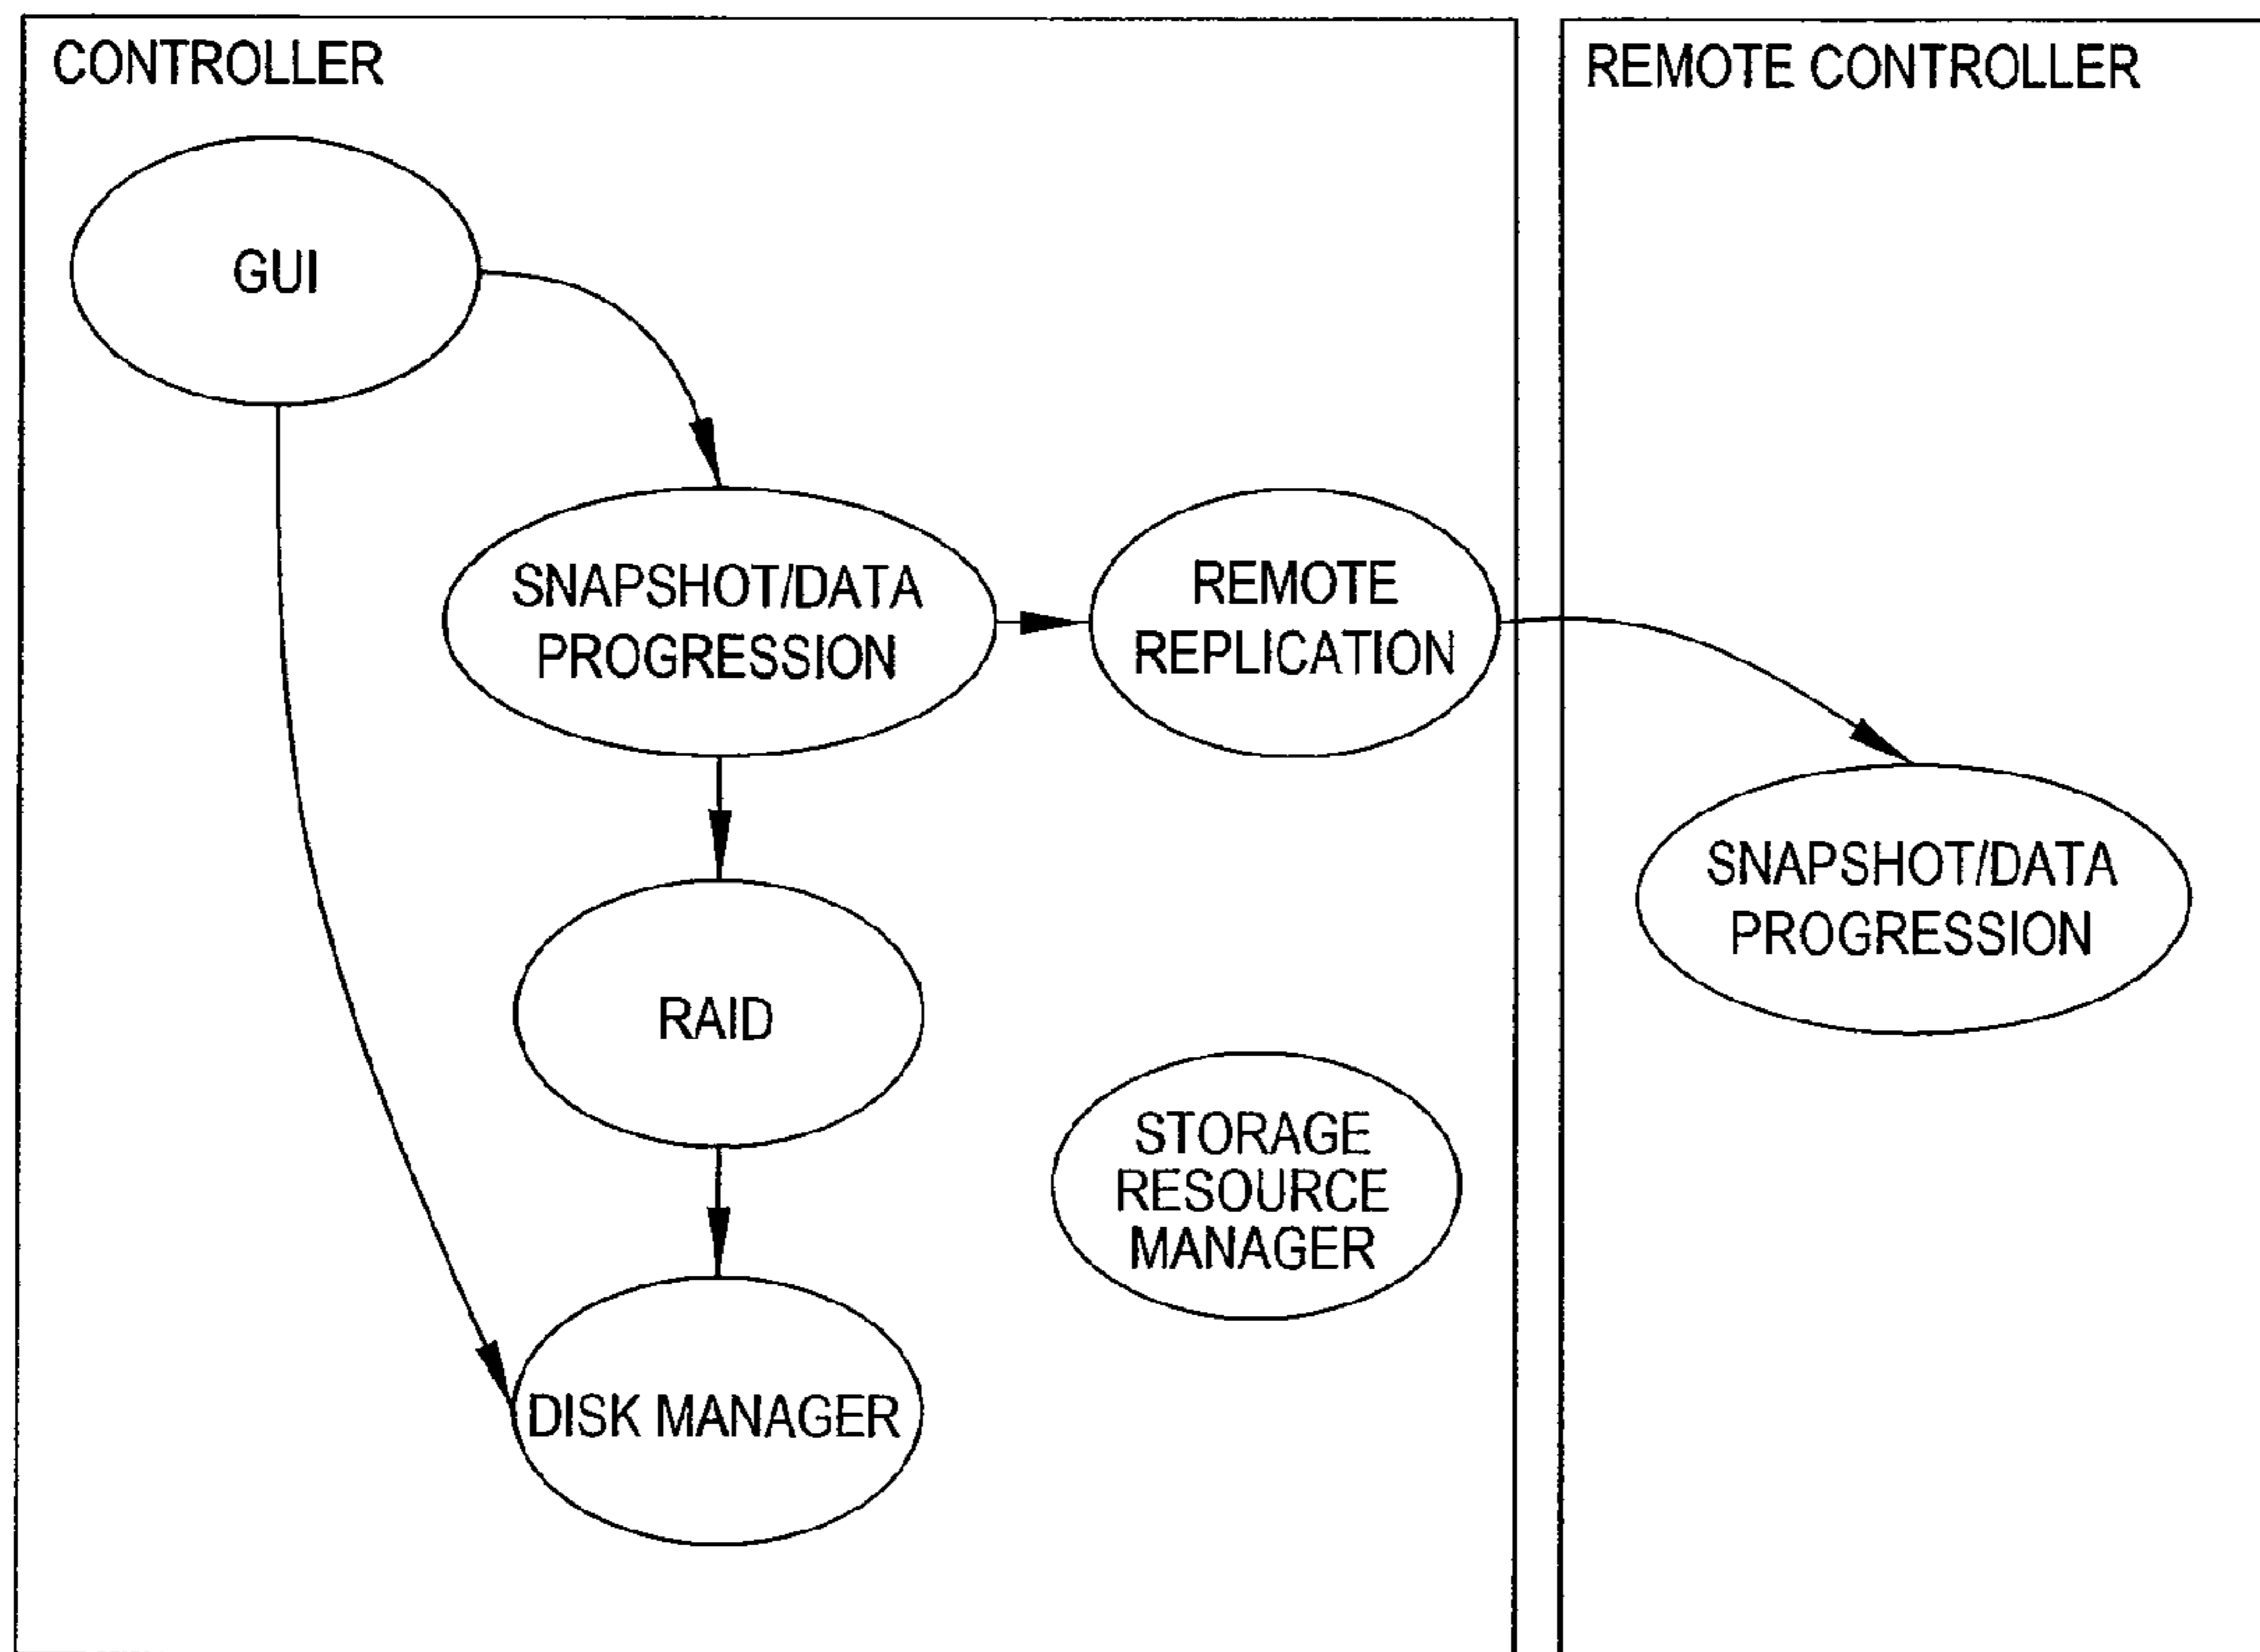 CONTROLLER
REMOTE CONTROLLER
GUI
SNAPSHOT/DATA
PROGRESSION
REMOTE
REPLICATION
SNAPSHOT/DATA
PROGRESSION
RAID
STORAGE
RESOURCE
MANAGER
DISK MANAGER